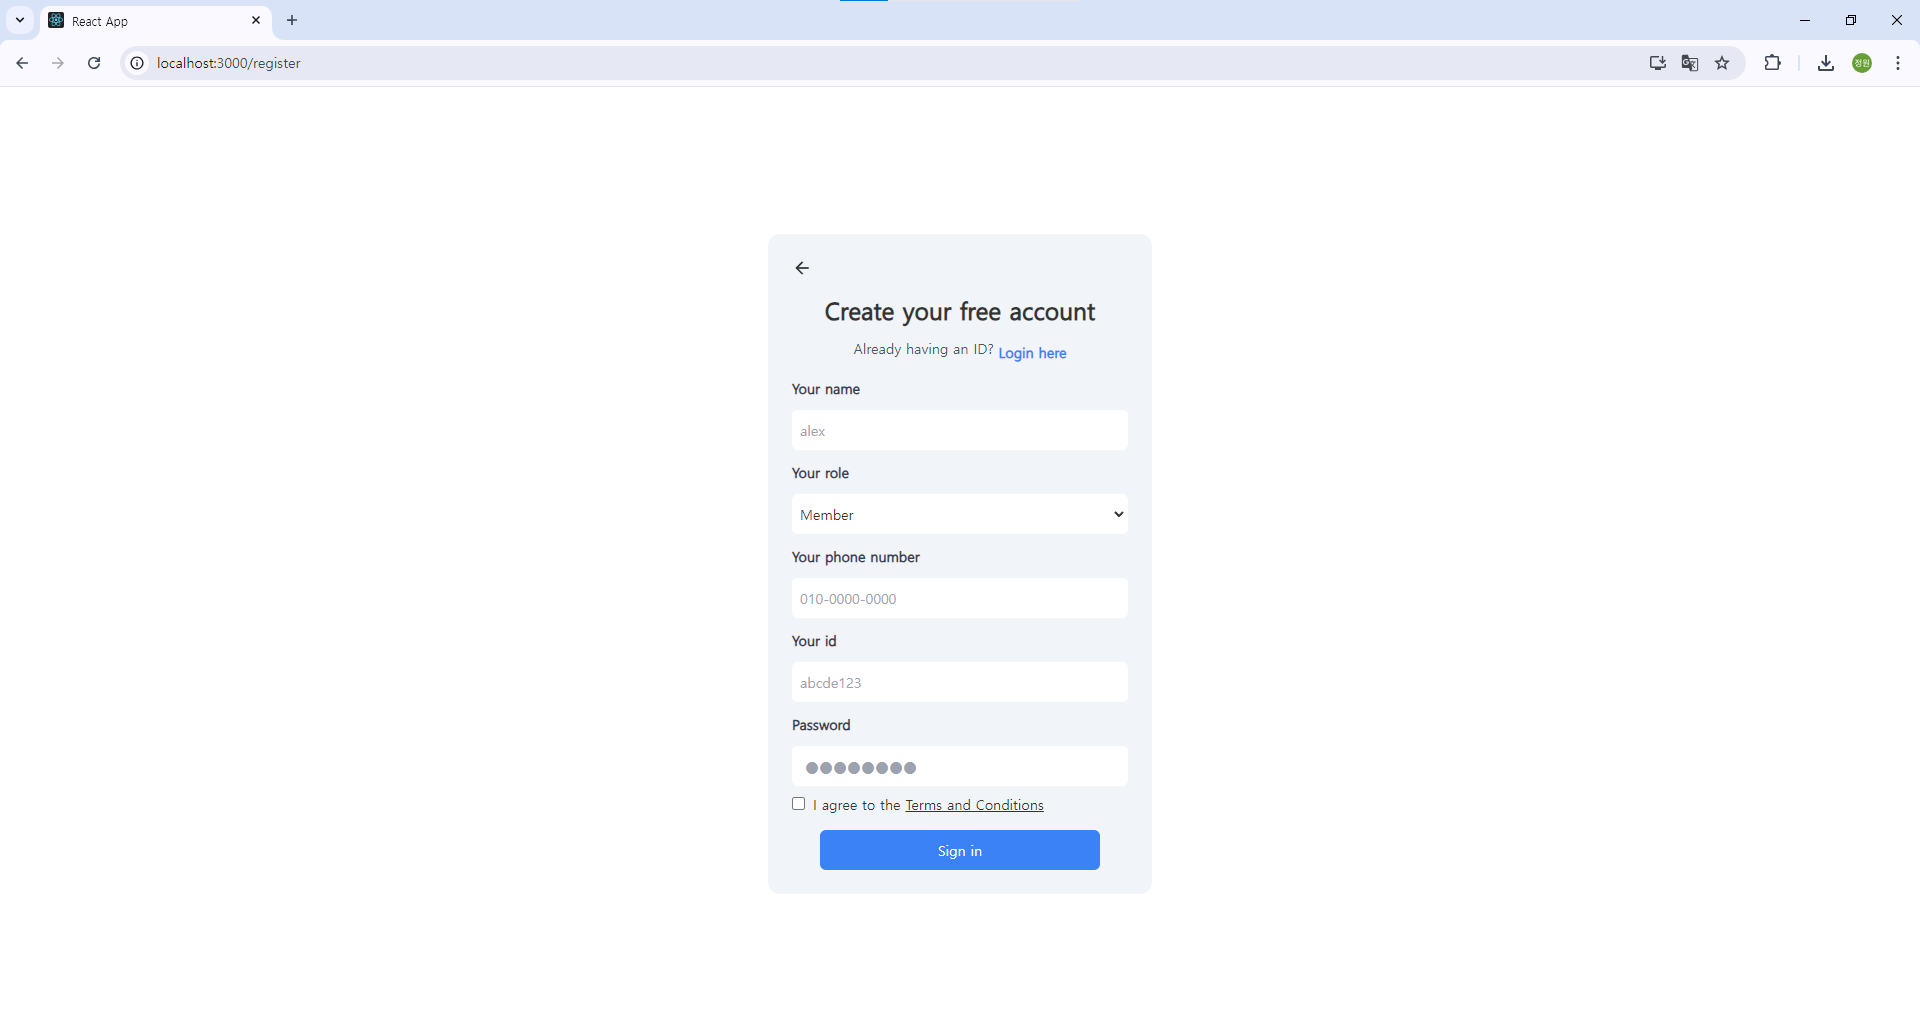 React App
localhost:3000/register
정원
Create your free account
Already having an ID? Login here
Your name
alex
Your role
Member
Your phone number
010-0000-0000
Your id
abcde123
Password
●●●●●●●●
I agree to the Terms and Conditions
Sign in